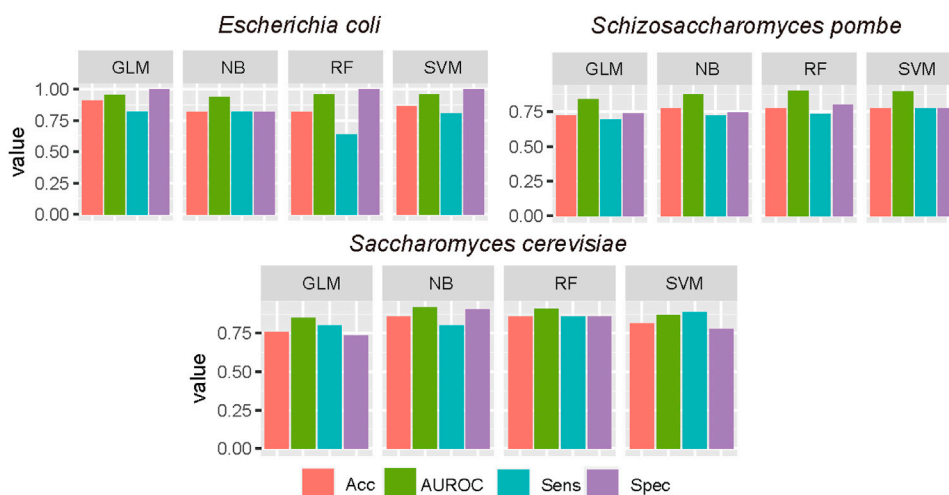 Escherichia coli
Schizosaccharomyces pombe
GLM NB RF SVM
GLM NB RF SVM
value
1.00
0.75
0.50
0.25
0.00
0.75
0.50
0.25
0.00
Saccharomyces cerevisiae
GLM NB RF SVM
value
0.75
0.50
0.25
0.00
Acc AUROC Sens Spec